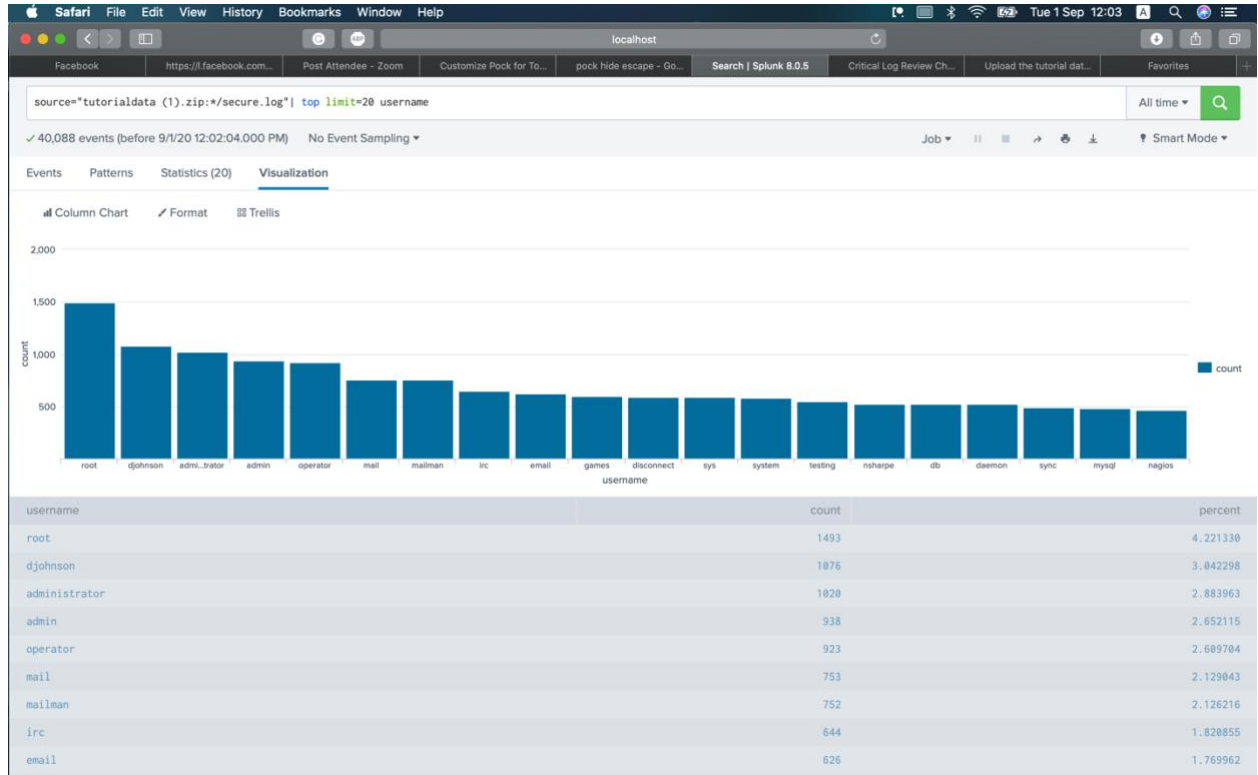 Safari File Edit View History Bookmarks Window Help Tue 1 Sep 12:03 A
ABP localhost
Facebook https://l.facebook.com... Post Attendee - Zoom Customize Pock for To... pock hide escape - Go... Search | Splunk 8.0.5 Critical Log Review Ch... Upload the tutorial dat... Favorites
source="tutorialdata (1).zip:*/secure.log"| top limit=20 username All time
40,088 events (before 9/1/20 12:02:04.000 PM) No Event Sampling Job Smart Mode
Events Patterns Statistics (20) Visualization
Column Chart Format Trellis
2,000
1,500
1,000
500
count
count
root djohnson admi...trator admin operator mail mailman irc email games disconnect sys system testing nsharpe db daemon sync mysql nagios
username
username count percent
root 1493 4.221330
djohnson 1076 3.042298
administrator 1020 2.883963
admin 938 2.652115
operator 923 2.609704
mail 753 2.129043
mailman 752 2.126216
irc 644 1.820855
email 626 1.769962